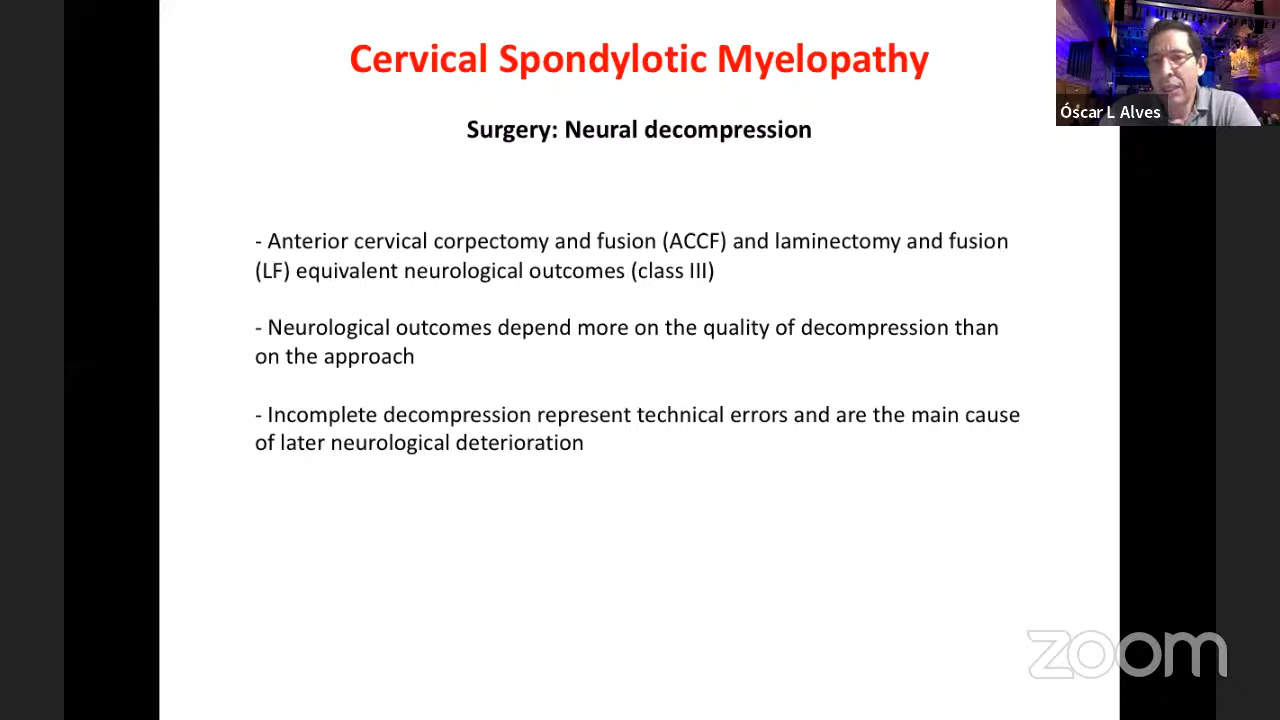 Cervical Spondylotic Myelopathy
Óscar L Alves
Surgery: Neural decompression
- Anterior cervical corpectomy and fusion (ACCF) and laminectomy and fusion
(LF) equivalent neurological outcomes (class III)
- Neurological outcomes depend more on the quality of decompression than
on the approach
- Incomplete decompression represent technical errors and are the main cause
of later neurological deterioration
zoom